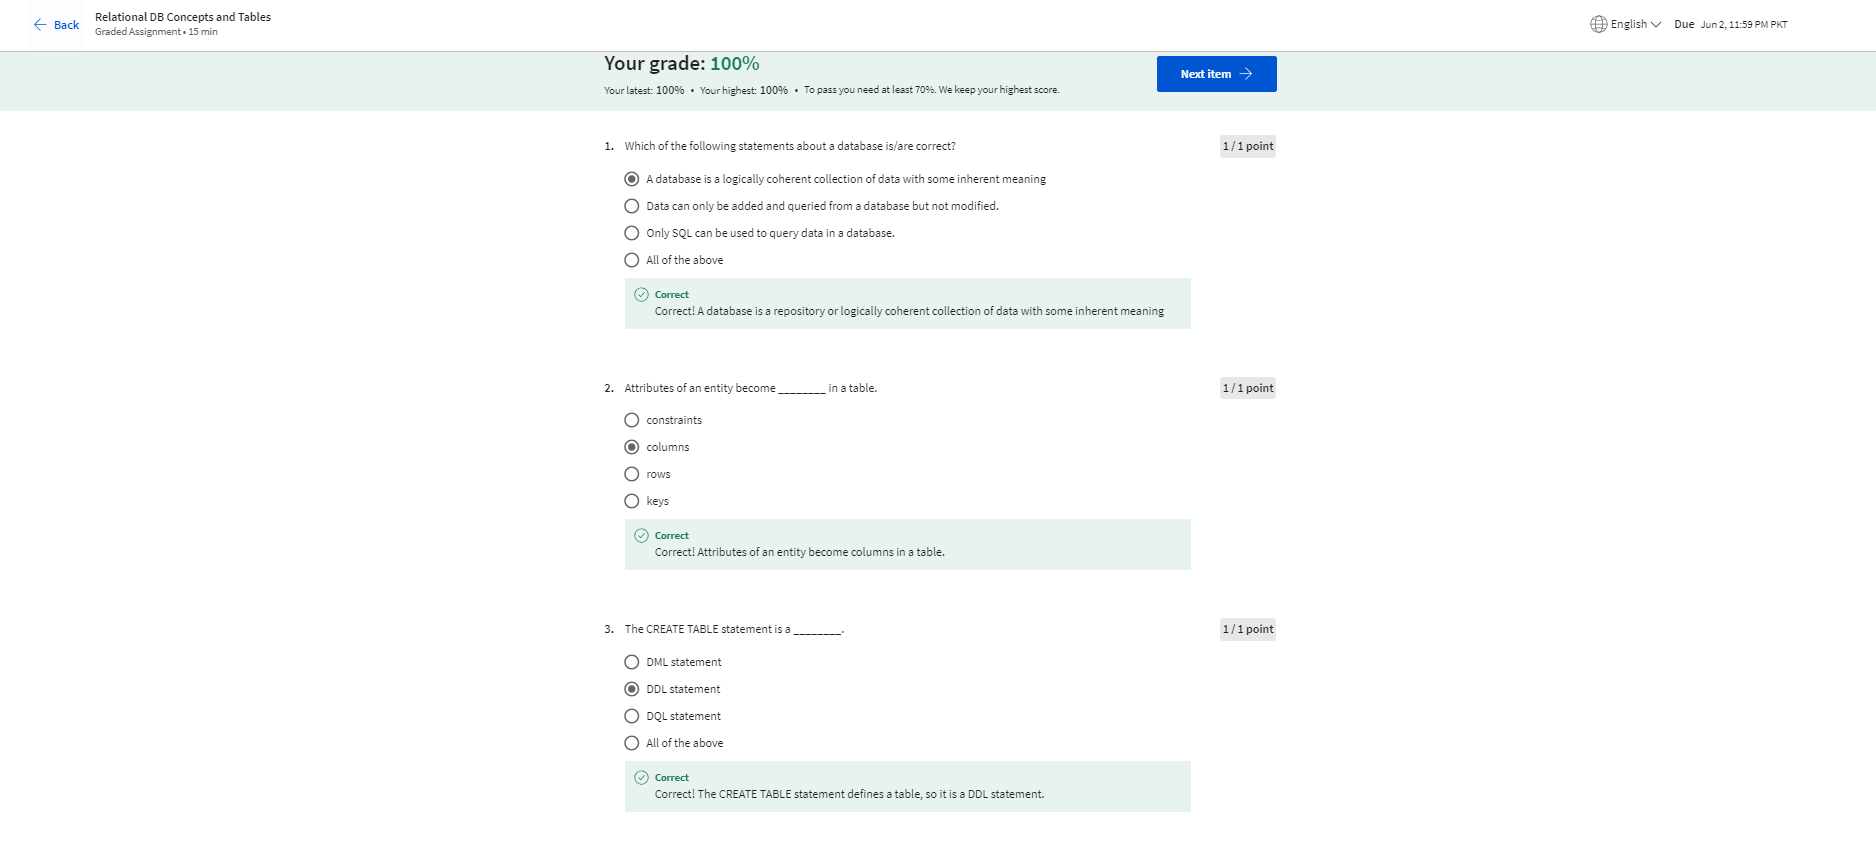 Back
Relational DB Concepts and Tables
Graded Assignment • 15 min
English
Due Jun 2, 11:59 PM PKT
Your grade: 100%
Your latest: 100% • Your highest: 100% • To pass you need at least 70%. We keep your highest score.
Next item
1. Which of the following statements about a database is/are correct?
1 / 1 point
A database is a logically coherent collection of data with some inherent meaning
Data can only be added and queried from a database but not modified.
Only SQL can be used to query data in a database.
All of the above
Correct
Correct! A database is a repository or logically coherent collection of data with some inherent meaning
2. Attributes of an entity become ________ in a table.
1 / 1 point
constraints
columns
rows
keys
Correct
Correct! Attributes of an entity become columns in a table.
3. The CREATE TABLE statement is a ________.
1 / 1 point
DML statement
DDL statement
DQL statement
All of the above
Correct
Correct! The CREATE TABLE statement defines a table, so it is a DDL statement.